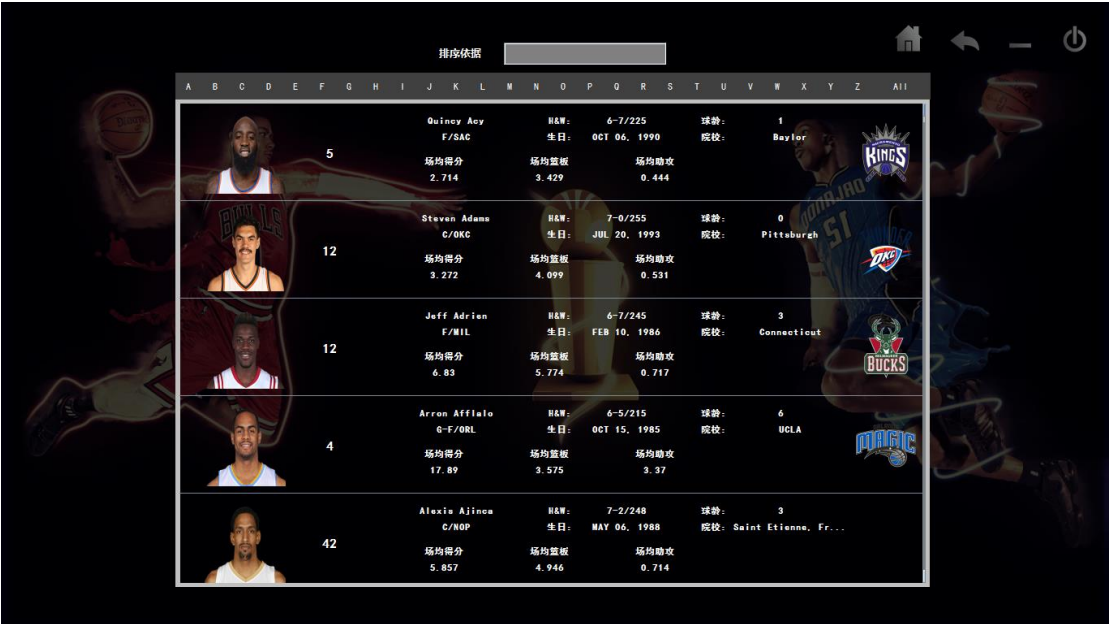 排序依据
A B C D E F G H I J K L M N O P Q R S T U V W X Y Z All
Quincy Acy H&W: 6-7/225 球龄: 1
F/SAC 生日: OCT 06, 1990 院校: Baylor
5
KINGS
场均得分 场均篮板 场均助攻
2.714 3.429 0.444
Steven Adams H&W: 7-0/255 球龄: 0
C/OKC 生日: JUL 20, 1993 院校: Pittsburgh
12
OKC
场均得分 场均篮板 场均助攻
3.272 4.099 0.531
Jeff Adrien H&W: 6-7/245 球龄: 3
F/MIL 生日: FEB 10, 1986 院校: Connecticut
12
BUCKS
场均得分 场均篮板 场均助攻
6.83 5.774 0.717
Arron Afflalo H&W: 6-5/215 球龄: 6
G-F/ORL 生日: OCT 15, 1985 院校: UCLA
4
MAGIC
场均得分 场均篮板 场均助攻
17.89 3.575 3.37
Alexis Ajinca H&W: 7-2/248 球龄: 3
C/NOP 生日: MAY 06, 1988 院校: Saint Etienne, Fr...
42
场均得分 场均篮板 场均助攻
5.857 4.946 0.714
BULLS
51